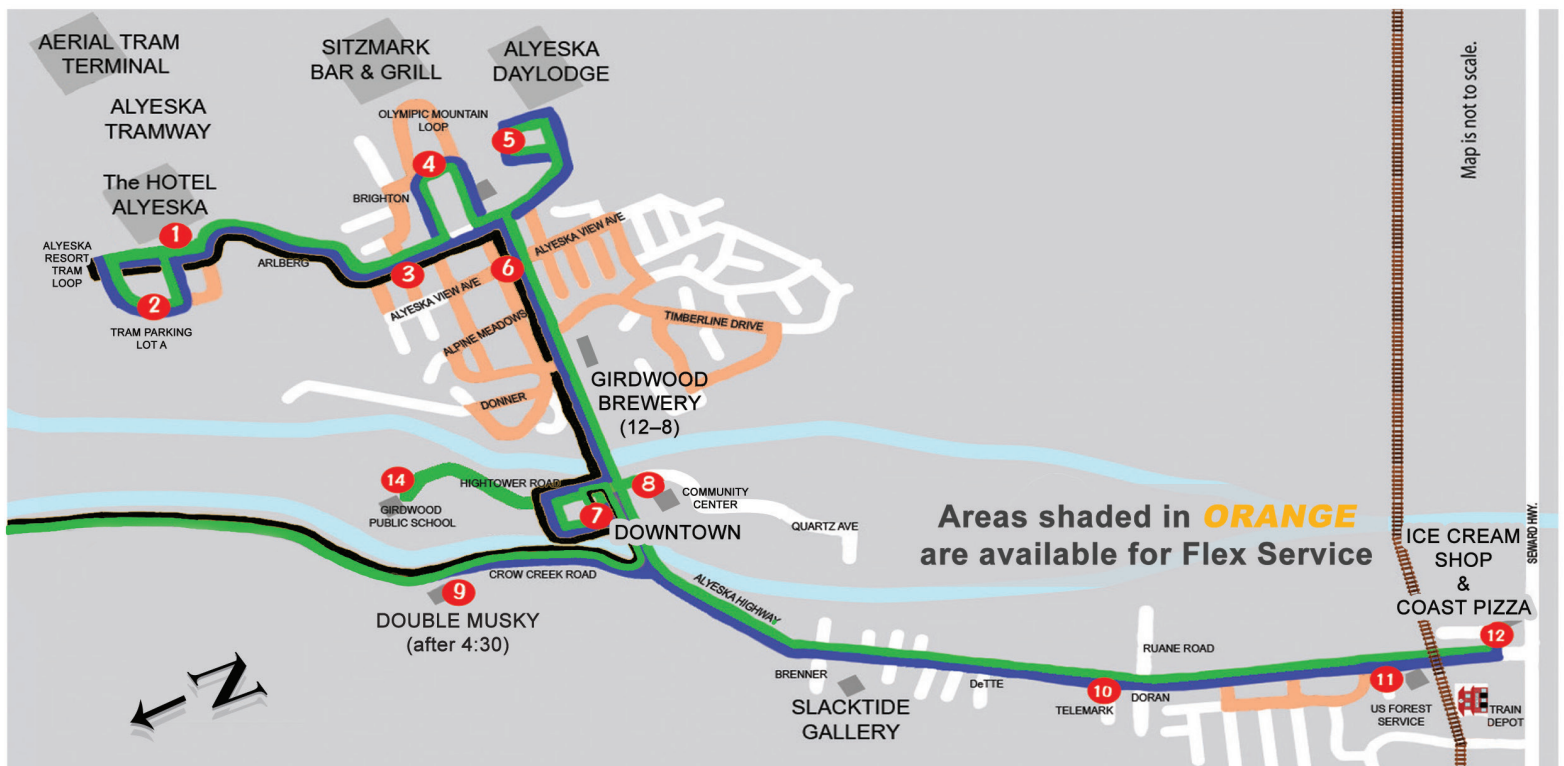 AERIAL TRAM
TERMINAL
ALYESKA
TRAMWAY
The HOTEL
ALYESKA
1
ALYESKA
RESORT
TRAM
LOOP
2
TRAM PARKING
LOT A
ARLBERG
SITZMARK
BAR & GRILL
OLYMIPIC MOUNTAIN
LOOP
4
BRIGHTON
3
ALYESKA
DAYLODGE
5
6
ALYESKA VIEW AVE
ALYESKA VIEW AVE
ALPINE MEADOWS
TIMBERLINE DRIVE
DONNER
GIRDWOOD
BREWERY
(12–8)
14
HIGHTOWER ROAD
GIRDWOOD
PUBLIC SCHOOL
8
COMMUNITY
CENTER
7
DOWNTOWN
QUARTZ AVE
CROW CREEK ROAD
9
DOUBLE MUSKY
(after 4:30)
ALYESKA HIGHWAY
BRENNER
SLACKTIDE
GALLERY
DeTTE
10
TELEMARK
DORAN
RUANE ROAD
11
US FOREST
SERVICE
12
ICE CREAM
SHOP
&
COAST PIZZA
TRAIN
DEPOT
SEWARD HWY.
Map is not to scale.
Areas shaded in ORANGE
are available for Flex Service
N